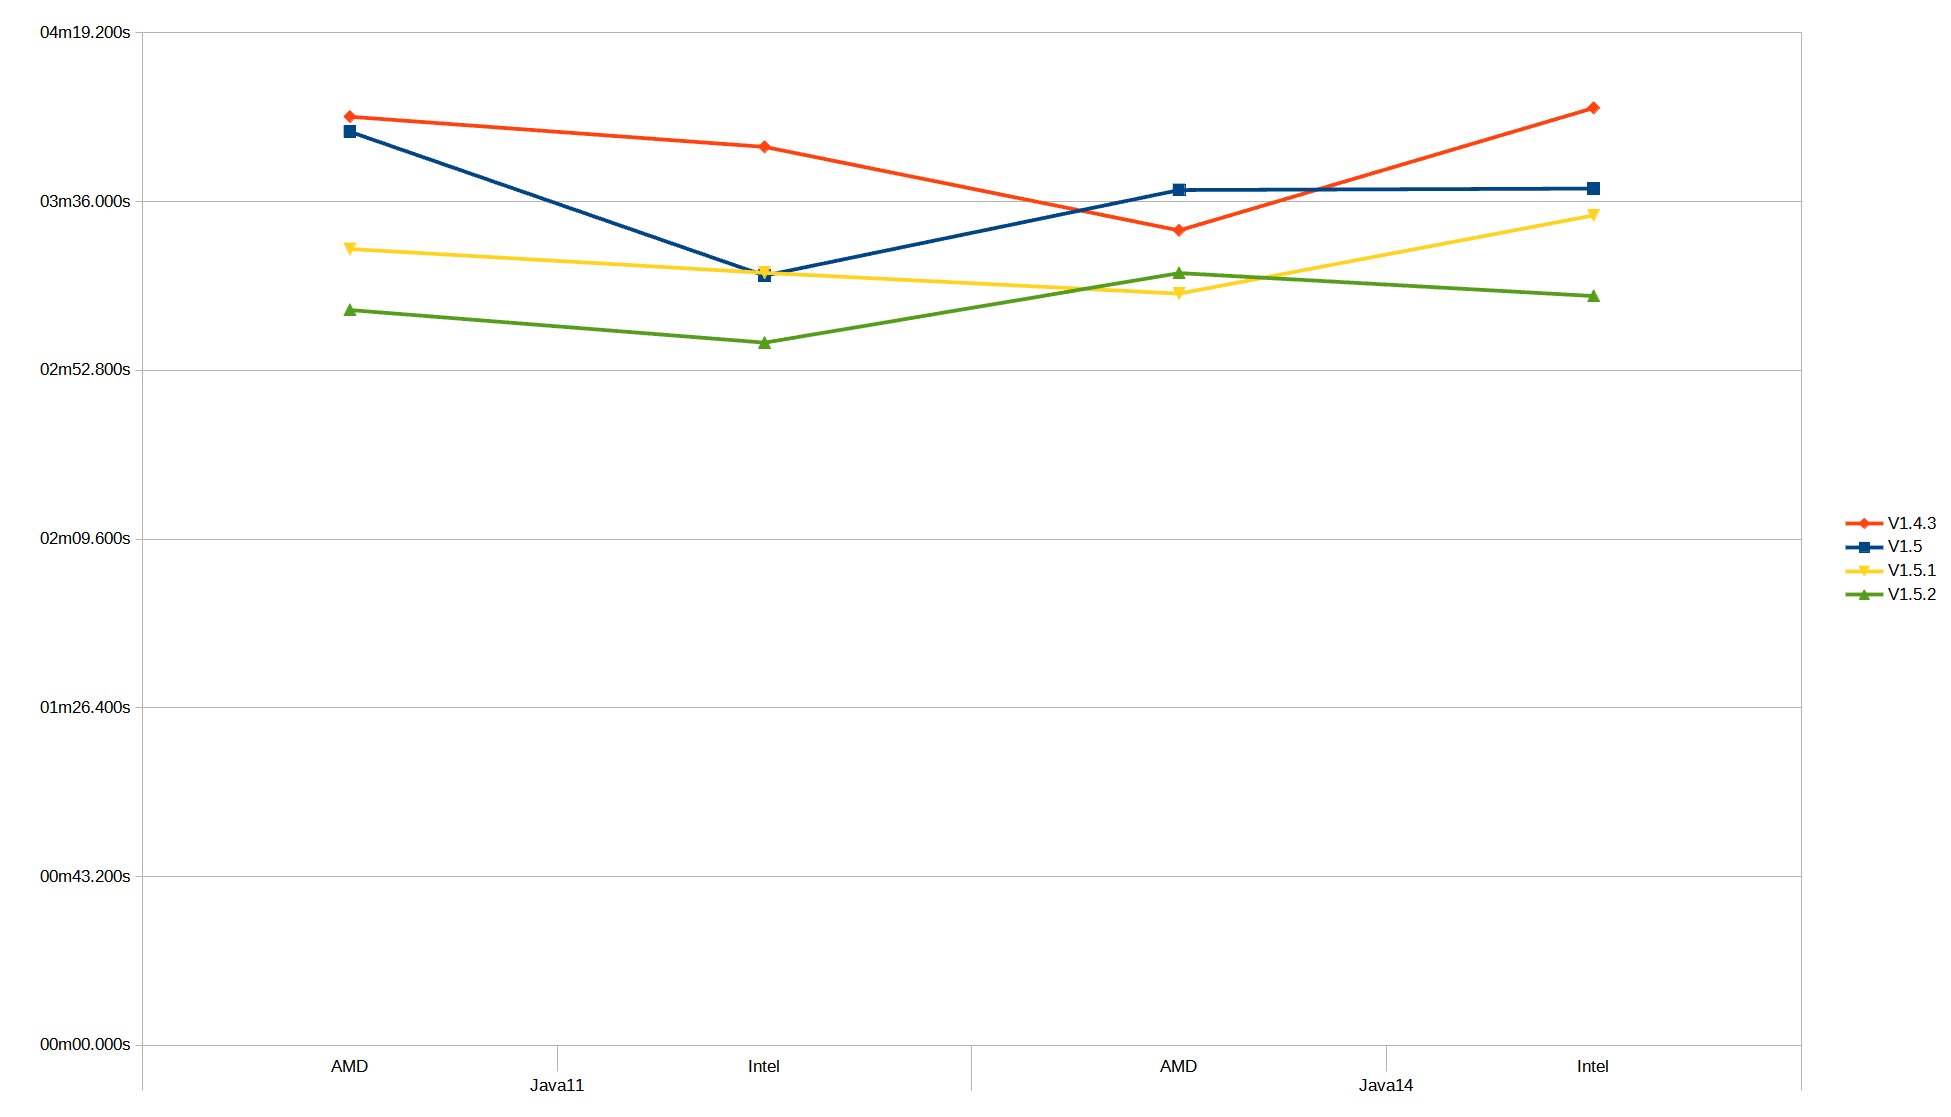 04m19.200s
03m36.000s
02m52.800s
02m09.600s
01m26.400s
00m43.200s
00m00.000s
AMD Intel AMD Intel
Java11 Java14
V1.4.3
V1.5
V1.5.1
V1.5.2